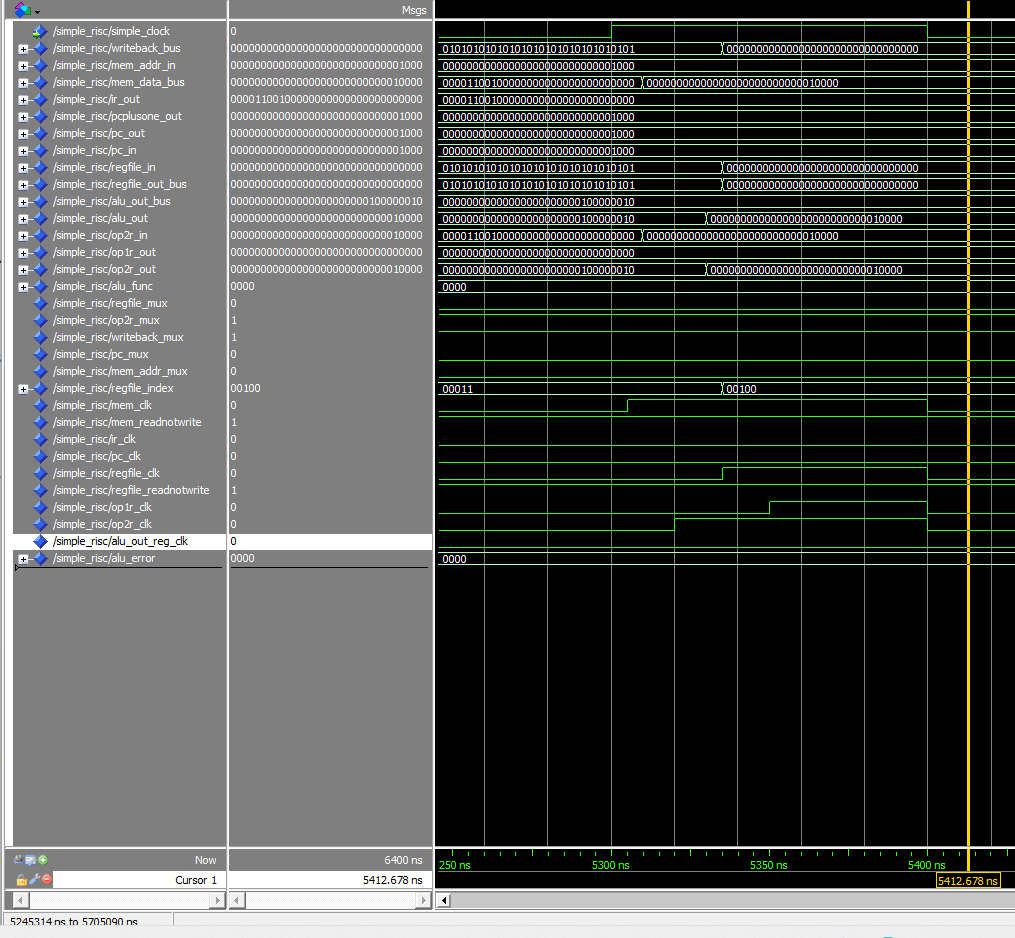 Msgs
/simple_risc/simple_clock 0
/simple_risc/writeback_bus 00000000000000000000000000000000 01010101010101010101010101010101 00000000000000000000000000000000
/simple_risc/mem_addr_in 00000000000000000000000000001000 00000000000000000000000000001000
/simple_risc/mem_data_bus 00000000000000000000000000010000 00001100100000000000000000000000 00000000000000000000000000010000
/simple_risc/ir_out 00001100100000000000000000000000 00001100100000000000000000000000
/simple_risc/pcplusone_out 00000000000000000000000000001000 00000000000000000000000000001000
/simple_risc/pc_out 00000000000000000000000000001000 00000000000000000000000000001000
/simple_risc/pc_in 00000000000000000000000000001000 00000000000000000000000000001000
/simple_risc/regfile_in 00000000000000000000000000000000 01010101010101010101010101010101 00000000000000000000000000000000
/simple_risc/regfile_out_bus 00000000000000000000000000000000 01010101010101010101010101010101 00000000000000000000000000000000
/simple_risc/alu_out_bus 00000000000000000000000100000010 00000000000000000000000100000010
/simple_risc/alu_out 00000000000000000000000000010000 00000000000000000000000100000010 00000000000000000000000000010000
/simple_risc/op2r_in 00000000000000000000000000010000 00001100100000000000000000000000 00000000000000000000000000010000
/simple_risc/op1r_out 00000000000000000000000000000000 00000000000000000000000000000000
/simple_risc/op2r_out 00000000000000000000000000010000 00000000000000000000000100000010 00000000000000000000000000010000
/simple_risc/alu_func 0000 0000
/simple_risc/regfile_mux 0
/simple_risc/op2r_mux 1
/simple_risc/writeback_mux 1
/simple_risc/pc_mux 0
/simple_risc/mem_addr_mux 0
/simple_risc/regfile_index 00100 00011 00100
/simple_risc/mem_clk 0
/simple_risc/mem_readnotwrite 1
/simple_risc/ir_clk 0
/simple_risc/pc_clk 0
/simple_risc/regfile_clk 0
/simple_risc/regfile_readnotwrite 1
/simple_risc/op1r_clk 0
/simple_risc/op2r_clk 0
/simple_risc/alu_out_reg_clk 0
/simple_risc/alu_error 0000 0000
Now 6400 ns 250 ns 5300 ns 5350 ns 5400 ns
Cursor 1 5412.678 ns 5412.678 ns
5245314 ns to 5705090 ns